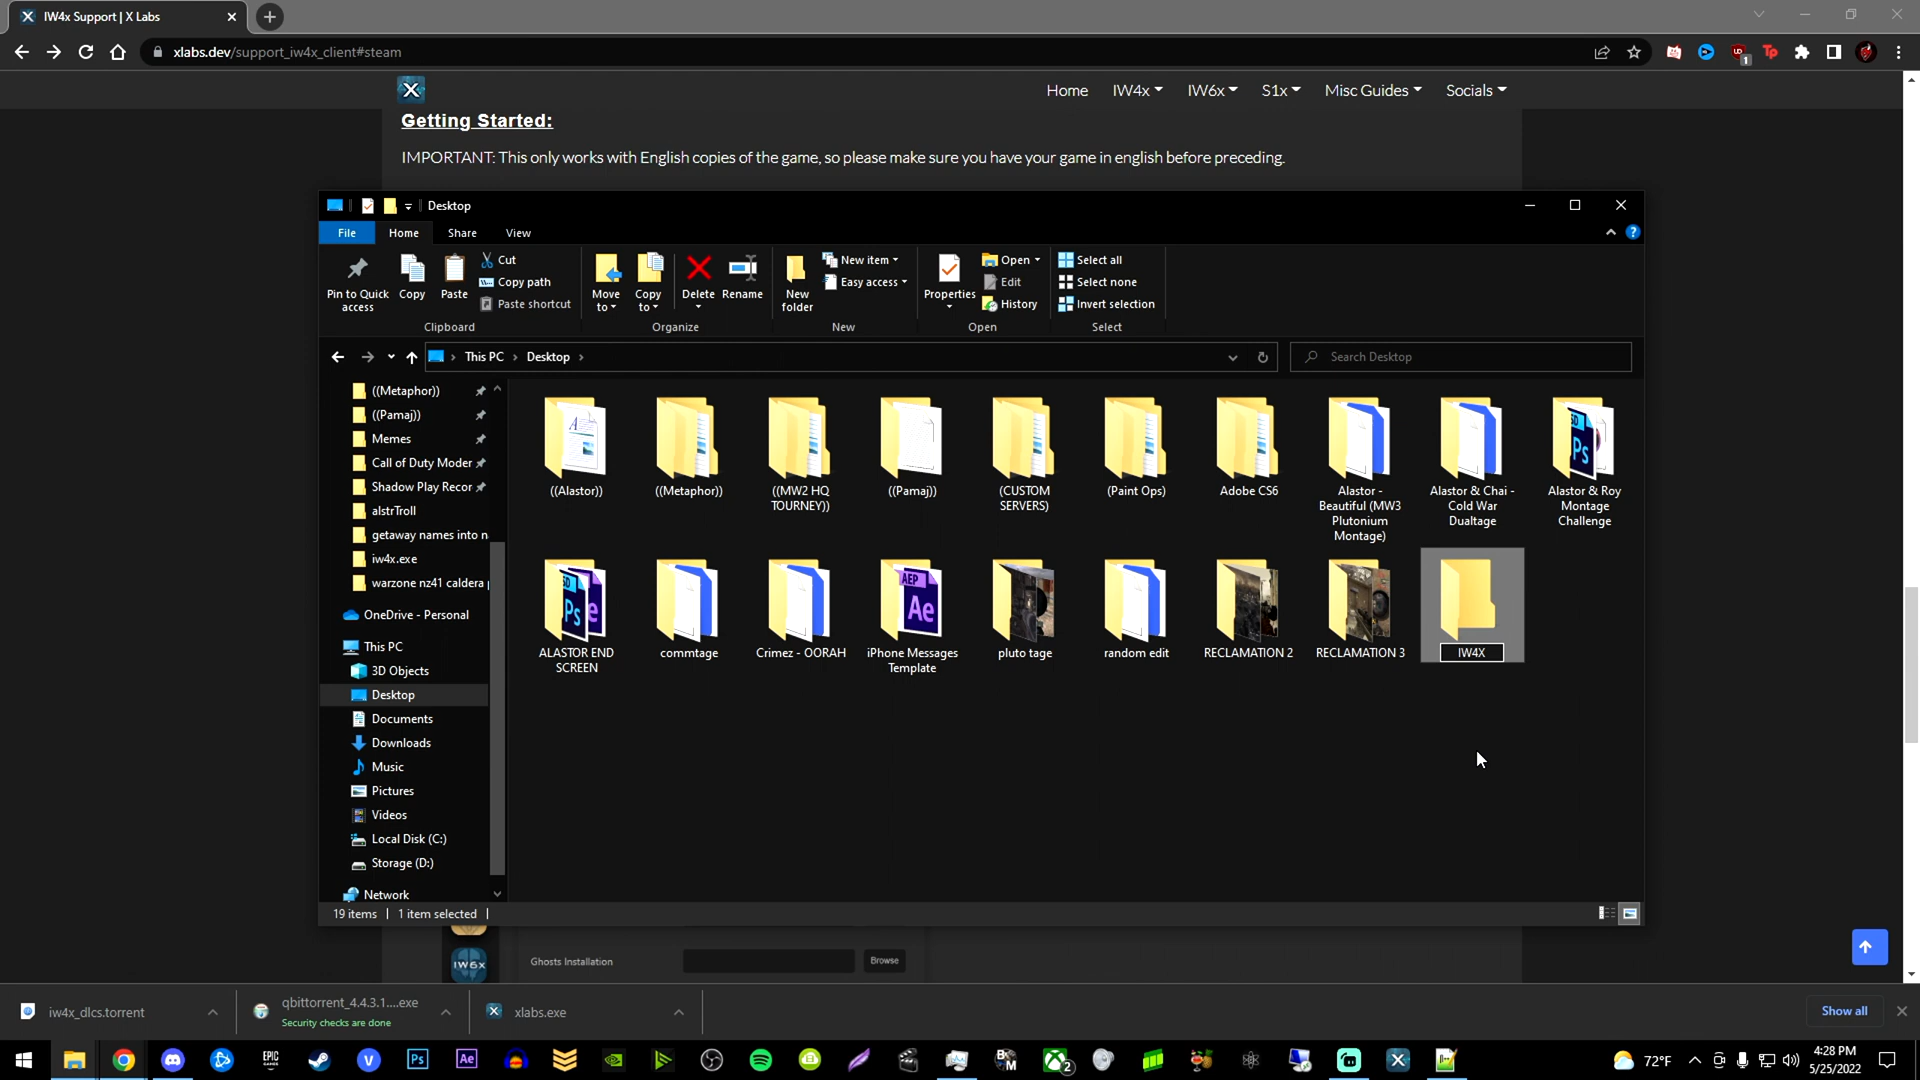 IW4x Support | X Labs
xlabs.dev/support_iw4x_client#steam
Home IW4x IW6x S1x Misc Guides Socials
Getting Started:
IMPORTANT: This only works with English copies of the game, so please make sure you have your game in english before preceding.
Desktop
File Home Share View
Pin to Quick access
Copy
Paste
Cut
Copy path
Paste shortcut
Clipboard
Move to
Copy to
Delete
Rename
Organize
New folder
New item
Easy access
New
Properties
Open
Edit
History
Open
Select all
Select none
Invert selection
Select
This PC > Desktop >
Search Desktop
((Metaphor))
((Pamaj))
Memes
Call of Duty Moder
Shadow Play Recor
alstrTroll
getaway names into n
iw4x.exe
warzone nz41 caldera
OneDrive - Personal
This PC
3D Objects
Desktop
Documents
Downloads
Music
Pictures
Videos
Local Disk (C:)
Storage (D:)
Network
((Alastor))
((Metaphor))
((MW2 HQ
TOURNEY))
((Pamaj))
(CUSTOM
SERVERS)
(Paint Ops)
Adobe CS6
Alastor -
Beautiful (MW3
Plutonium
Montage)
Alastor & Chai -
Cold War
Dualtage
Alastor & Roy
Montage
Challenge
ALASTOR END
SCREEN
commtage
Crimez - OORAH
iPhone Messages
Template
pluto tage
random edit
RECLAMATION 2
RECLAMATION 3
IW4X
19 items
1 item selected
IW6x
Ghosts Installation
Browse
iw4x_dlcs.torrent
qbittorrent_4.4.3.1....exe
Security checks are done
xlabs.exe
Show all
72°F
4:28 PM
5/25/2022